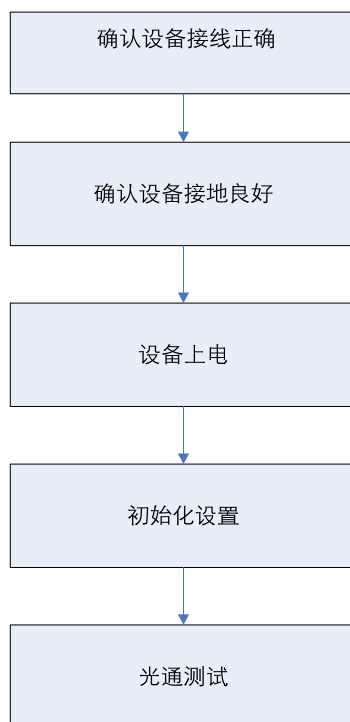 确认设备接线正确
确认设备接地良好
设备上电
初始化设置
光通测试